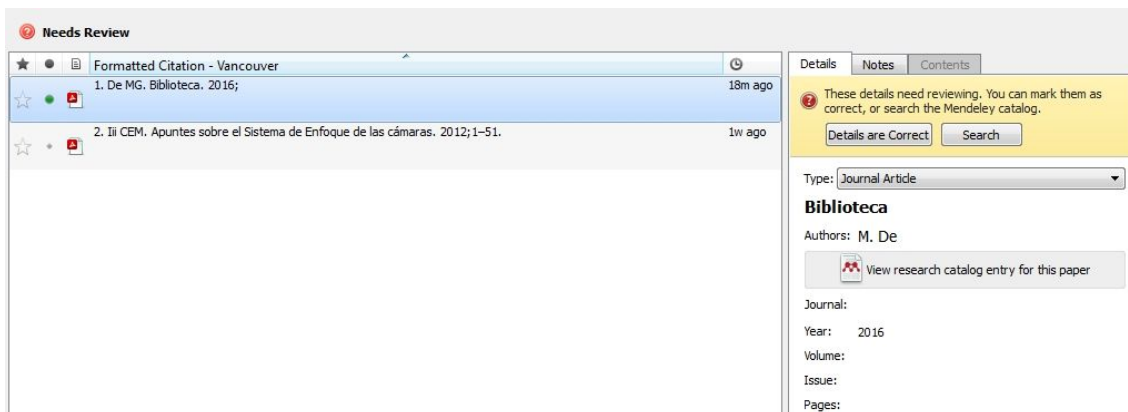 Needs Review
Formatted Citation - Vancouver
1. De MG. Biblioteca. 2016;
18m ago
2. Iii CEM. Apuntes sobre el Sistema de Enfoque de las cámaras. 2012;1–51.
1w ago
Details Notes Contents
These details need reviewing. You can mark them as
correct, or search the Mendeley catalog.
Details are Correct Search
Type: Journal Article
Biblioteca
Authors: M. De
View research catalog entry for this paper
Journal:
Year: 2016
Volume:
Issue:
Pages: